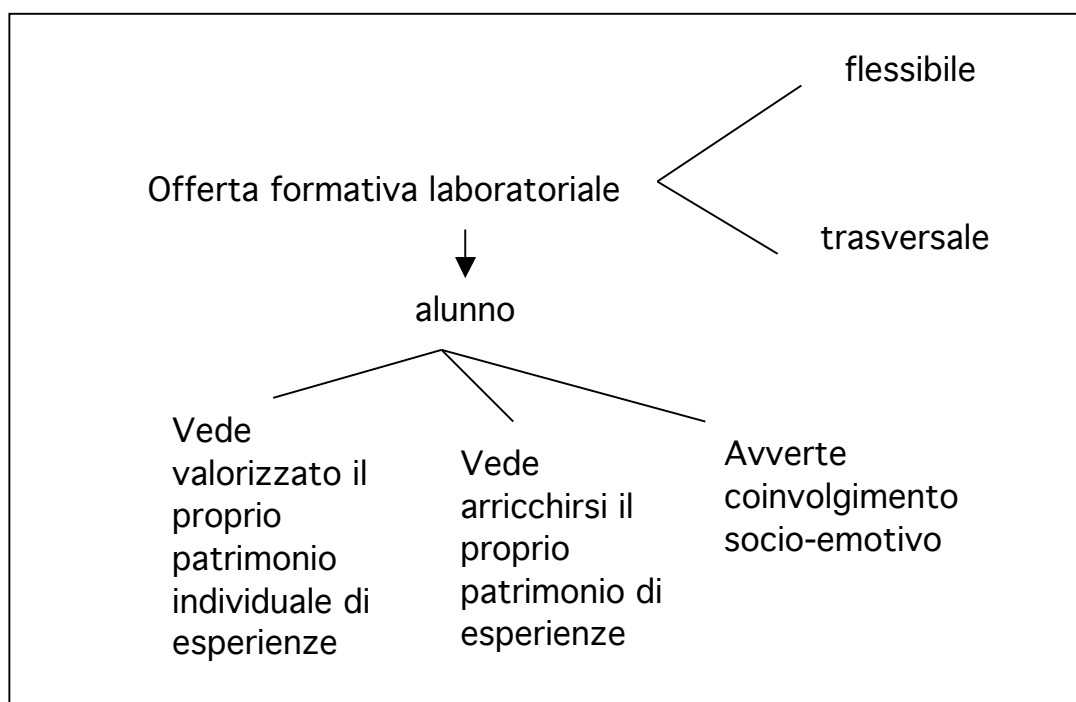 flessibile
Offerta formativa laboratoriale
trasversale
alunno
Vede
valorizzato il
proprio
patrimonio
individuale di
esperienze
Vede
arricchirsi il
proprio
patrimonio di
esperienze
Avverte
coinvolgimento
socio-emotivo